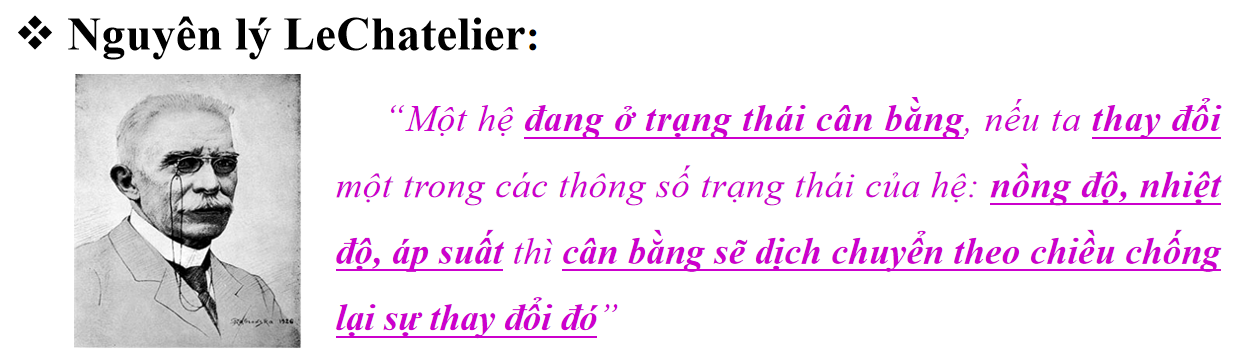 ❖ Nguyên lý LeChatelier:
“Một hệ đang ở trạng thái cân bằng, nếu ta thay đổi
một trong các thông số trạng thái của hệ: nồng độ, nhiệt
độ, áp suất thì cân bằng sẽ dịch chuyển theo chiều chống
lại sự thay đổi đó”